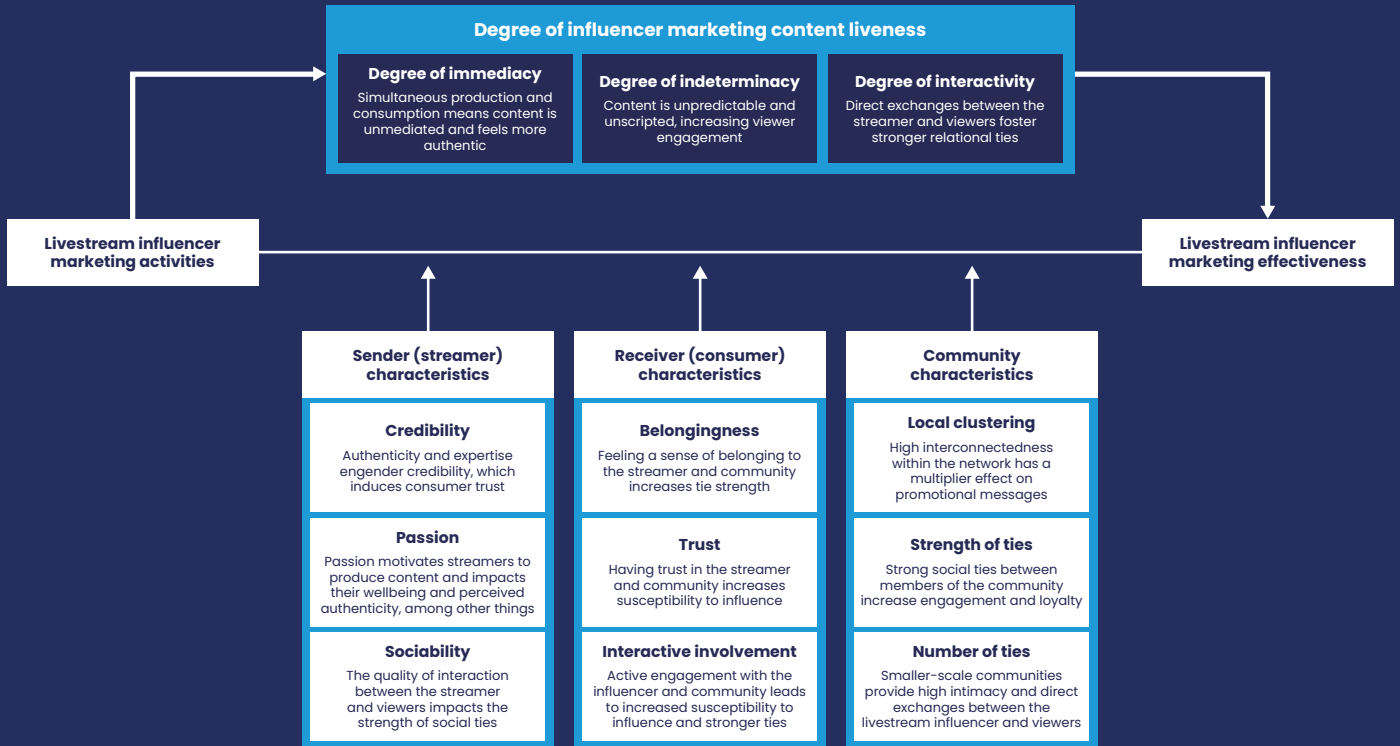 Degree of influencer marketing content liveness
Degree of immediacy
Simultaneous production and
consumption means content is
unmediated and feels more
authentic
Degree of indeterminacy
Content is unpredictable and
unscripted, increasing viewer
engagement
Degree of interactivity
Direct exchanges between the
streamer and viewers foster
stronger relational ties
Livestream influencer
marketing activities
Livestream influencer
marketing effectiveness
Sender (streamer)
characteristics
Credibility
Authenticity and expertise
engender credibility, which
induces consumer trust
Passion
Passion motivates streamers to
produce content and impacts
their wellbeing and perceived
authenticity, among other things
Sociability
The quality of interaction
between the streamer
and viewers impacts the
strength of social ties
Receiver (consumer)
characteristics
Belongingness
Feeling a sense of belonging to
the streamer and community
increases tie strength
Trust
Having trust in the streamer
and community increases
susceptibility to influence
Interactive involvement
Active engagement with the
influencer and community leads
to increased susceptibility to
influence and stronger ties
Community
characteristics
Local clustering
High interconnectedness
within the network has a
multiplier effect on
promotional messages
Strength of ties
Strong social ties between
members of the community
increase engagement and loyalty
Number of ties
Smaller-scale communities
provide high intimacy and direct
exchanges between the
livestream influencer and viewers